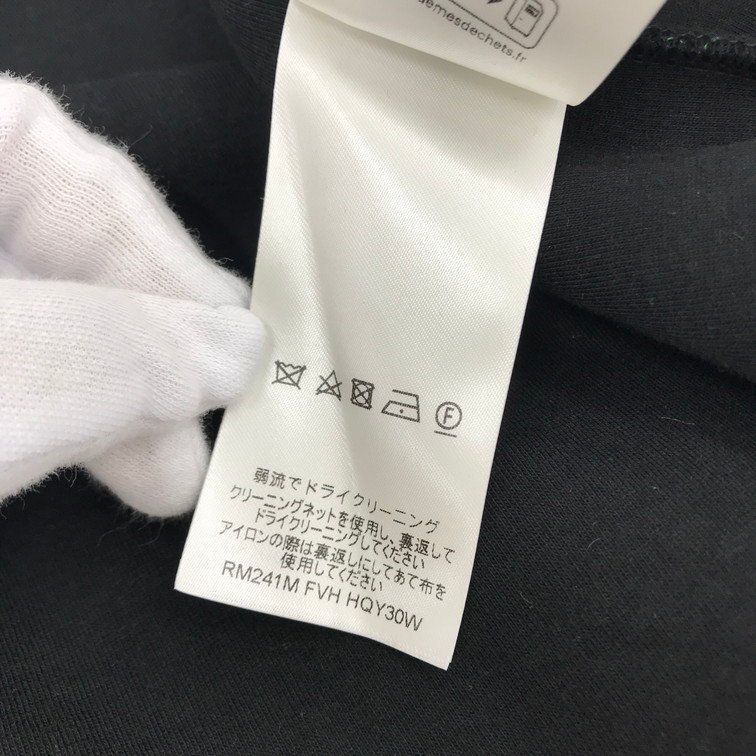 弱流でドライクリーニング
クリーニングネットを使用し、裏返して
ドライクリーニングしてください
アイロンの際は裏返しにしてあて布を
使用してください
RM241M FVH HQY30W
F